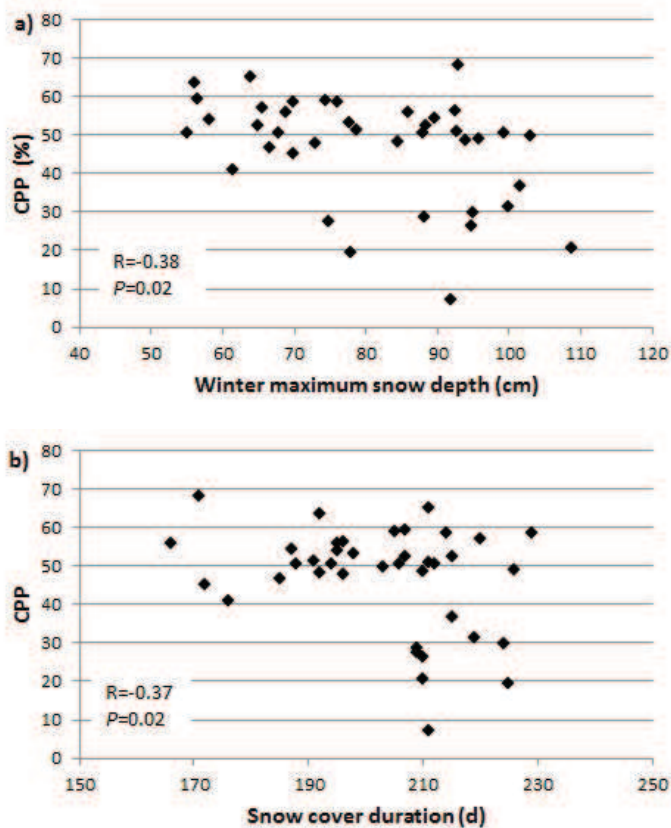 a)
80
70
60
50
40
30
20
10
0
CPP (%)
R=-0.38
P=0.02
40 50 60 70 80 90 100 110 120
Winter maximum snow depth (cm)
b)
80
70
60
50
40
30
20
10
0
CPP
R=-0.37
P=0.02
150 170 190 210 230 250
Snow cover duration (d)